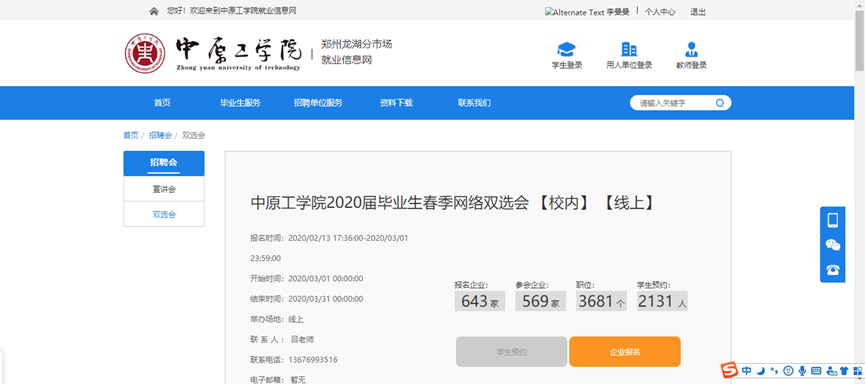 您好！欢迎来到中原工学院就业信息网
Alternate Text 李曼曼 | 个人中心 退出
中原工学院
Zhong yuan university of technology
郑州龙湖分市场
就业信息网
学生登录 用人单位登录 教师登录
首页 毕业生服务 招聘单位服务 资料下载 联系我们
请输入关键字
首页 / 招聘会 / 双选会
招聘会
宣讲会
双选会
中原工学院2020届毕业生春季网络双选会 【校内】 【线上】
报名时间：2020/02/13 17:36:00-2020/03/01
23:59:00
开始时间：2020/03/01 00:00:00
结束时间：2020/03/31 00:00:00
举办场地：线上
联 系 人 ： 吕老师
联系电话：13676993516
电子邮箱： 暂无
报名企业： 参会企业： 职位： 学生预约：
643 家 569 家 3681 个 2131 人
学生预约 企业报名
中